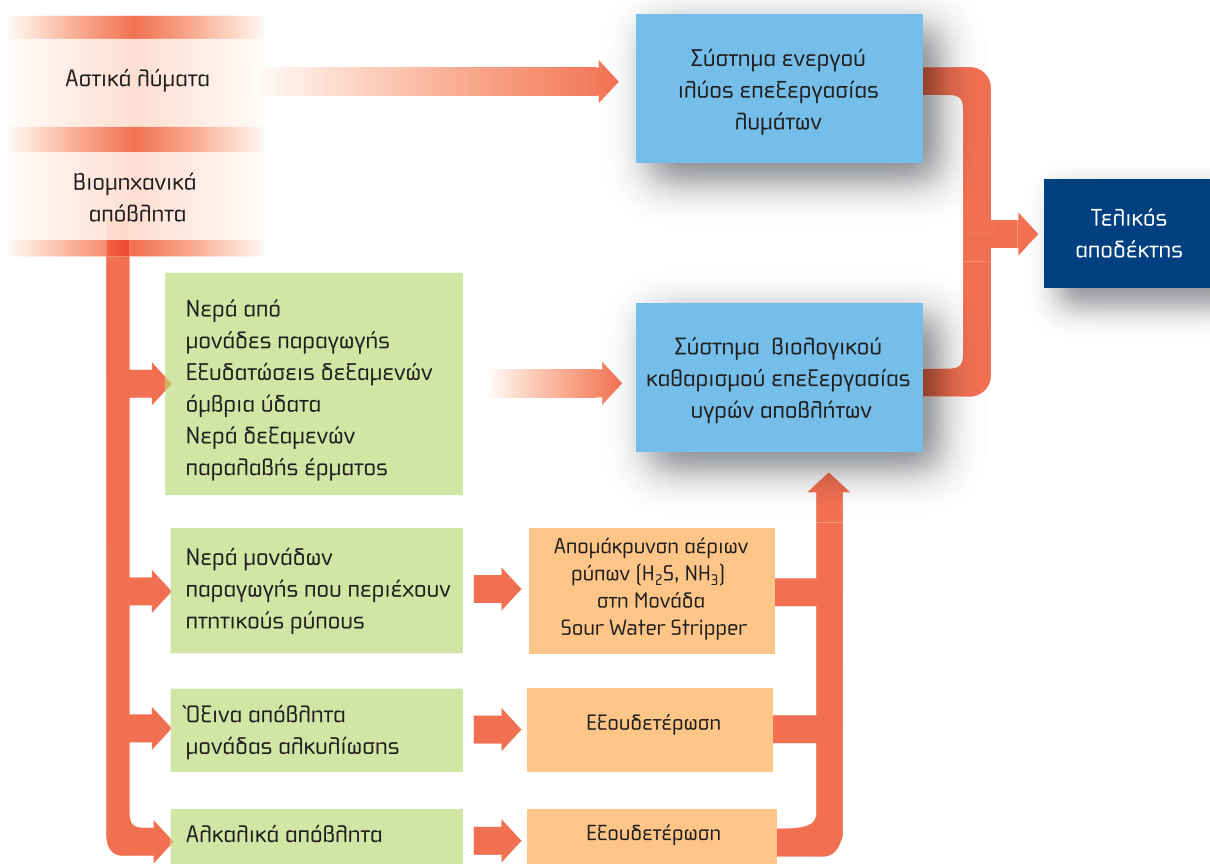 Αστικά λύματα
Σύστημα ενεργού
ιλύος επεξεργασίας
λυμάτων
Βιομηχανικά
απόβλητα
Τελικός
αποδέκτης
Νερά από
μονάδες παραγωγής
Εξυδατώσεις δεξαμενών
όμβρια ύδατα
Νερά δεξαμενών
παραλαβής έρματος
Σύστημα βιολογικού
καθαρισμού επεξεργασίας
υγρών αποβλήτων
Νερά μονάδων
παραγωγής που περιέχουν
πτητικούς ρύπους
Απομάκρυνση αέριων
ρύπων (H₂S, NH₃)
στη Μονάδα
Sour Water Stripper
Όξινα απόβλητα
μονάδας αλκυλίωσης
Εξουδετέρωση
Αλκαλικά απόβλητα
Εξουδετέρωση